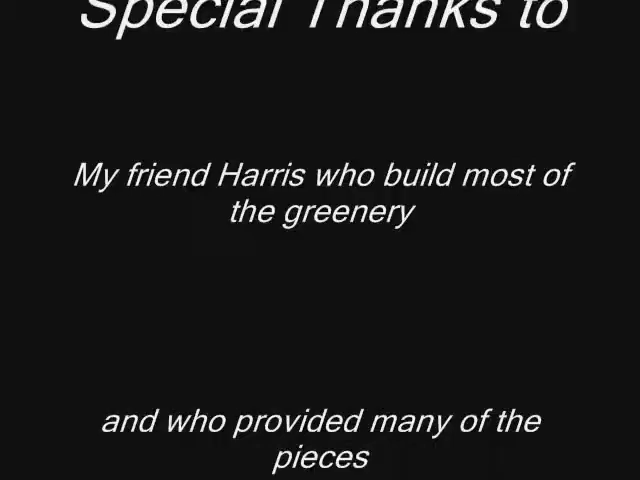 Special Thanks to
My friend Harris who build most of
the greenery
and who provided many of the
pieces